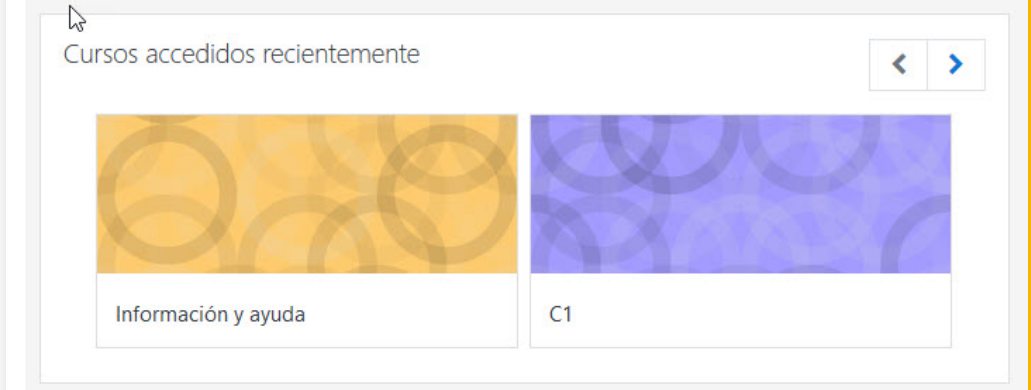 Cursos accedidos recientemente
Información y ayuda
C1